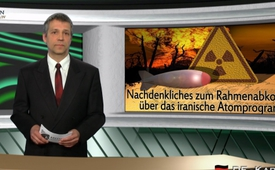 Nachdenkliches zum Rahmenabko
über das iranische Atomprogra